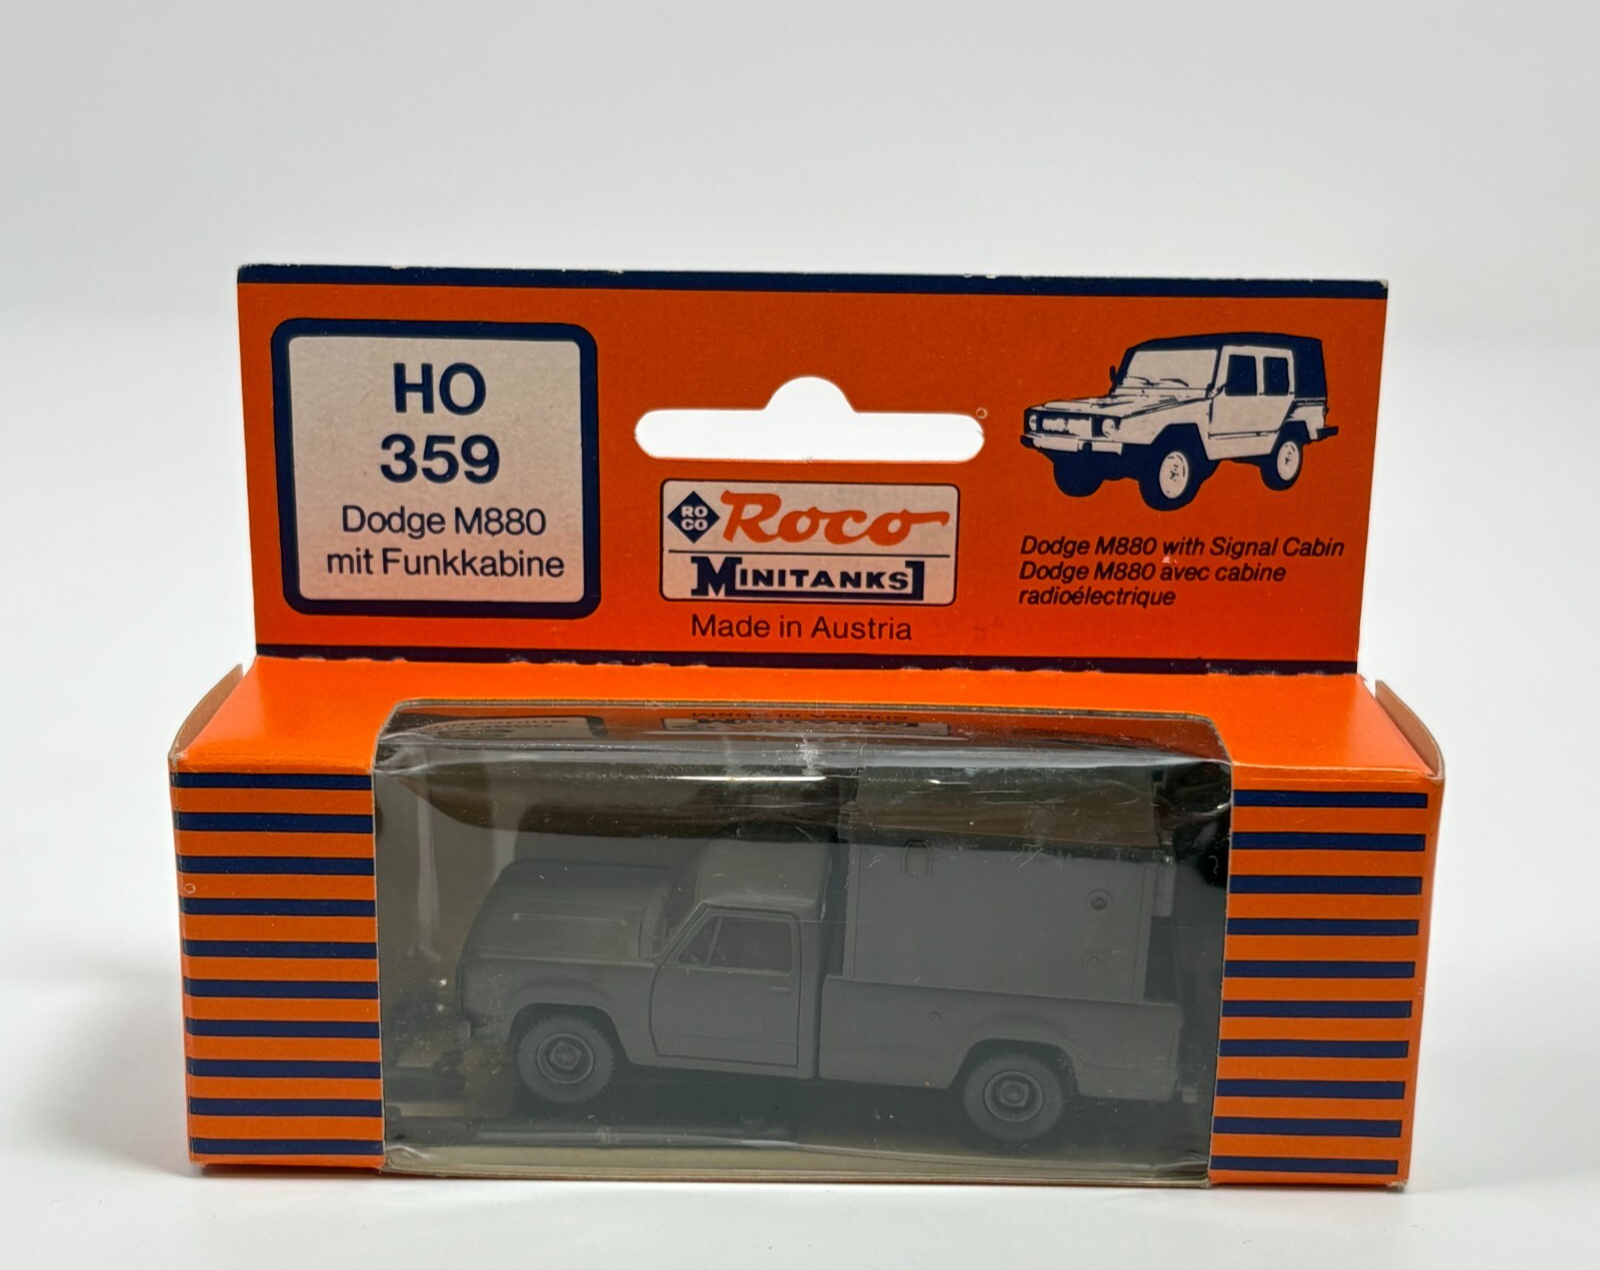 HO
359
Dodge M880
mit Funkkabine
RO
CO
Roco
MINITANKS
Made in Austria
Dodge M880 with Signal Cabin
Dodge M880 avec cabine
radioélectrique